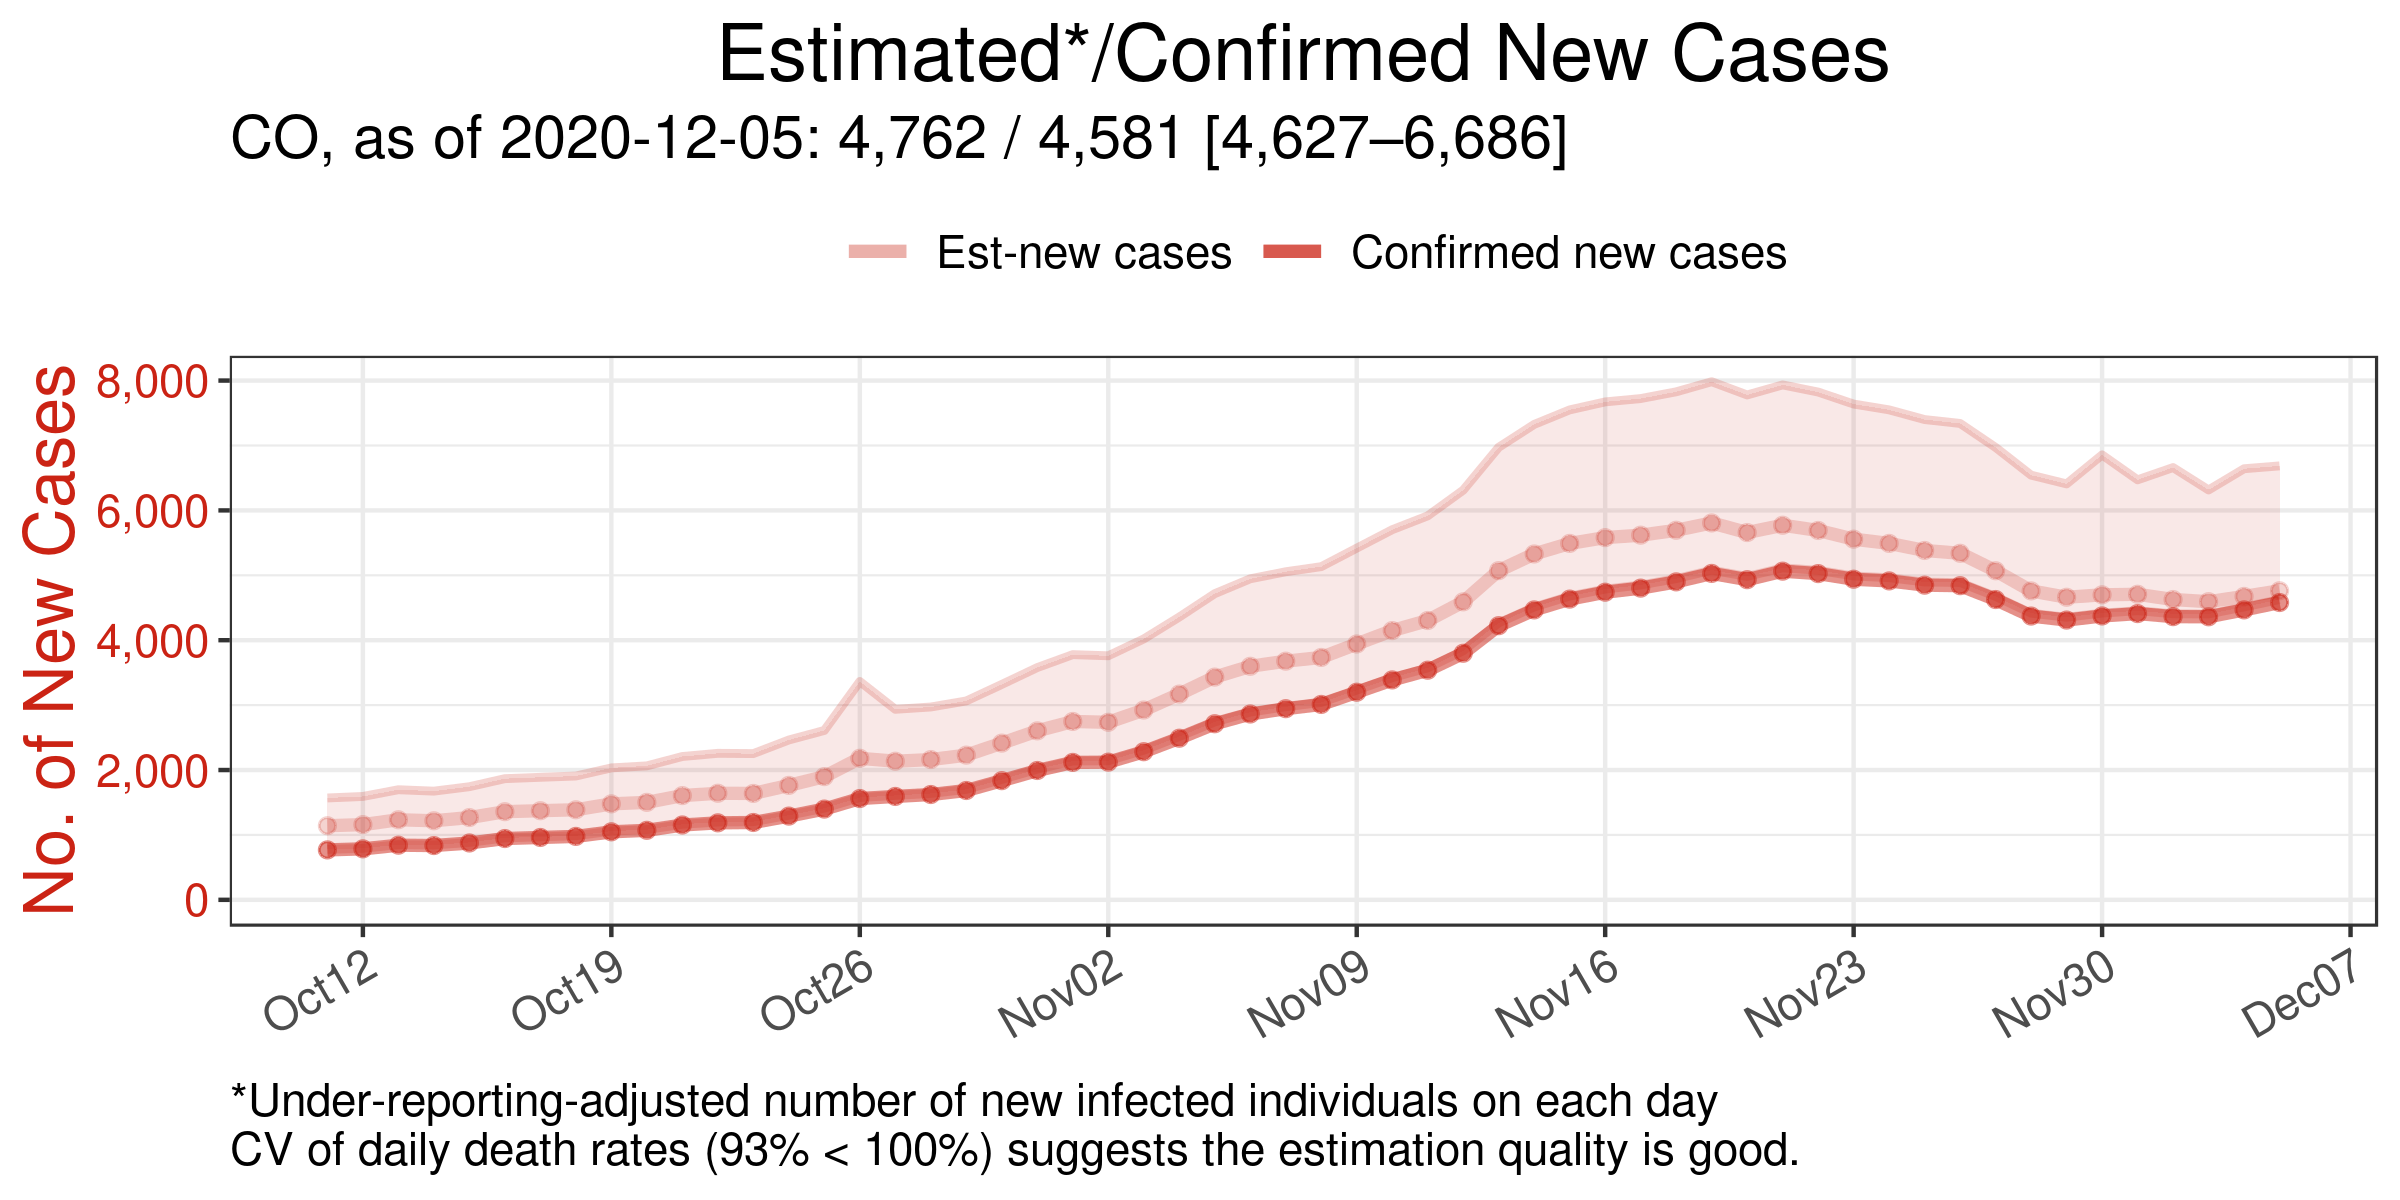 Estimated*/Confirmed New Cases
CO, as of 2020-12-05: 4,762 / 4,581 [4,627–6,686]
Est-new cases
Confirmed new cases
No. of New Cases
8,000
6,000
4,000
2,000
0
Oct12
Oct19
Oct26
Nov02
Nov09
Nov16
Nov23
Nov30
Dec07
*Under-reporting-adjusted number of new infected individuals on each day
CV of daily death rates (93% < 100%) suggests the estimation quality is good.